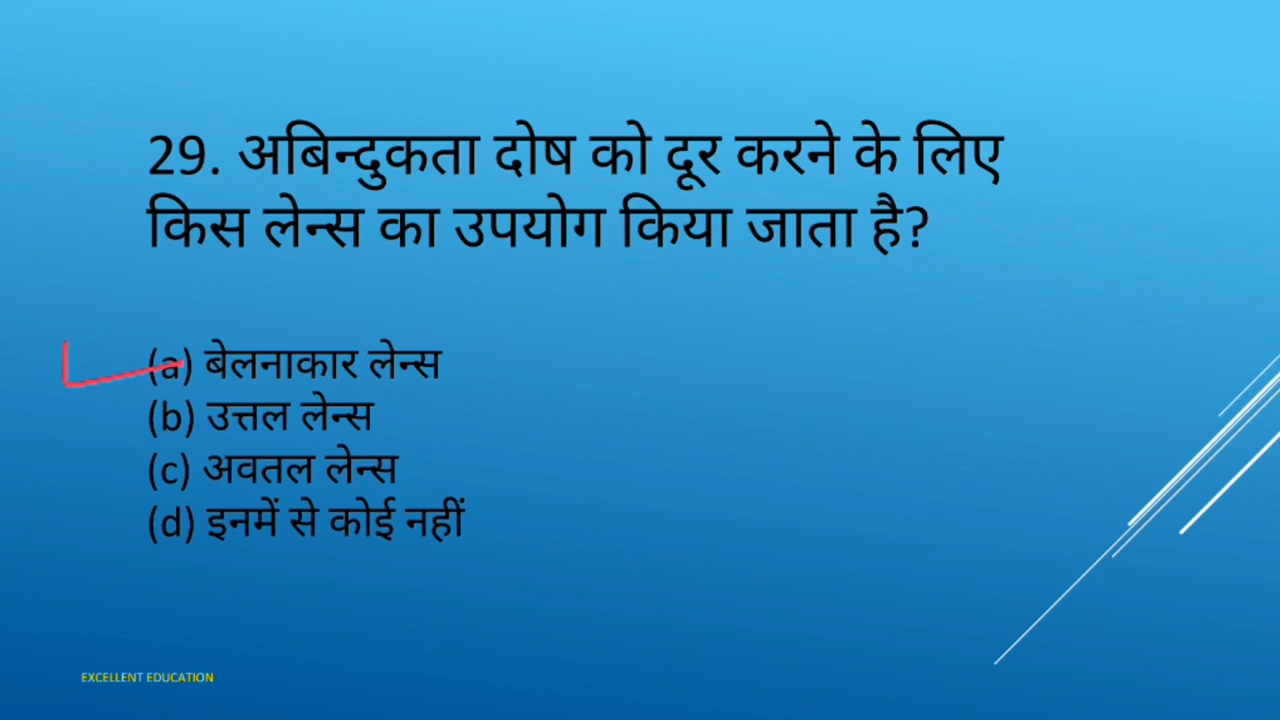 29. अबिन्दुकता दोष को दूर करने के लिए
किस लेन्स का उपयोग किया जाता है?
(a) बेलनाकार लेन्स
(b) उत्तल लेन्स
(c) अवतल लेन्स
(d) इनमें से कोई नहीं
EXCELLENT EDUCATION